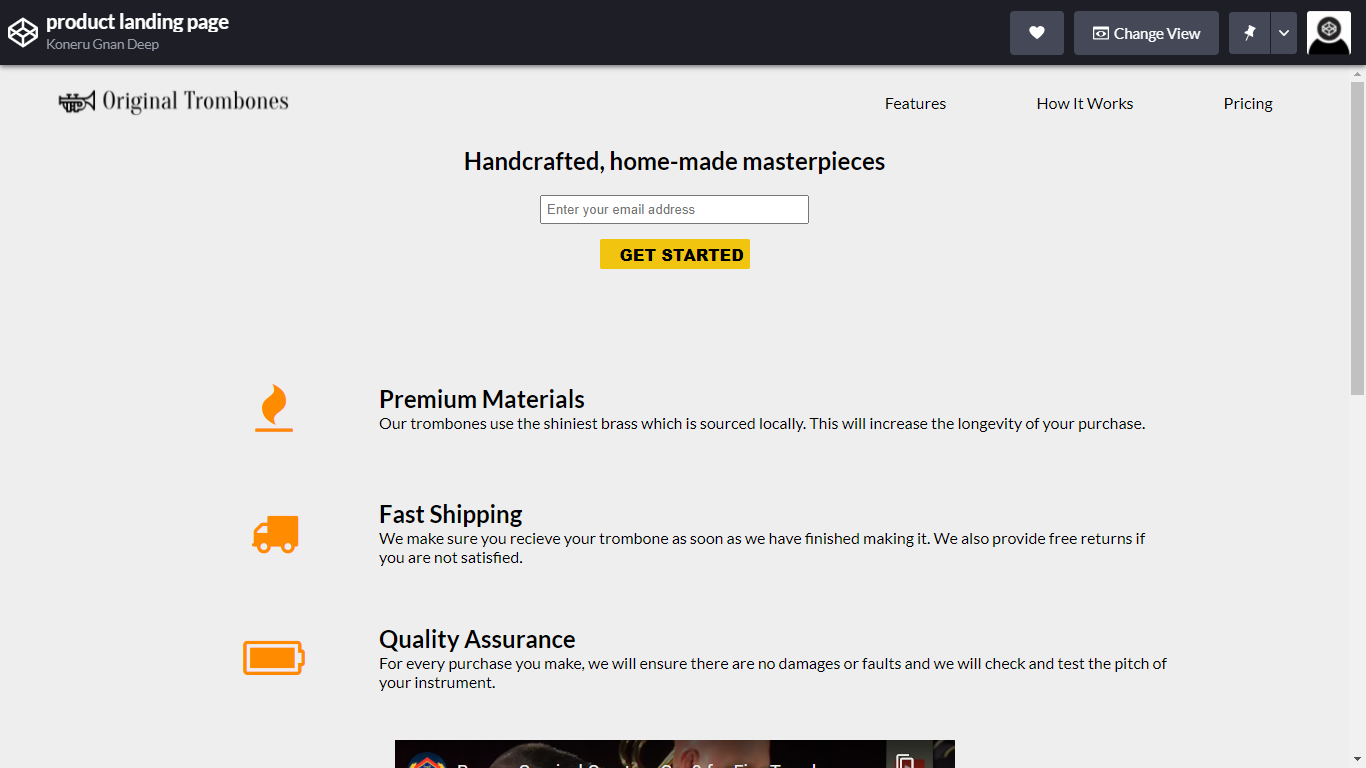 product landing page
Koneru Gnan Deep
Change View
Original Trombones
Features
How It Works
Pricing
Handcrafted, home-made masterpieces
Enter your email address
GET STARTED
Premium Materials
Our trombones use the shiniest brass which is sourced locally. This will increase the longevity of your purchase.
Fast Shipping
We make sure you recieve your trombone as soon as we have finished making it. We also provide free returns if
you are not satisfied.
Quality Assurance
For every purchase you make, we will ensure there are no damages or faults and we will check and test the pitch of
your instrument.